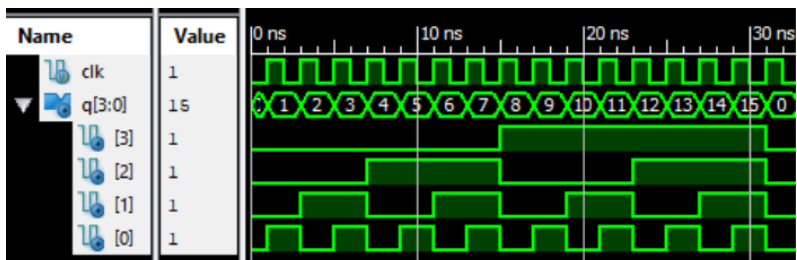 Name Value 0 ns 10 ns 20 ns 30 ns
clk 1
q[3:0] 15 1 2 3 4 5 6 7 8 9 10 11 12 13 14 15 0
[3] 1
[2] 1
[1] 1
[0] 1